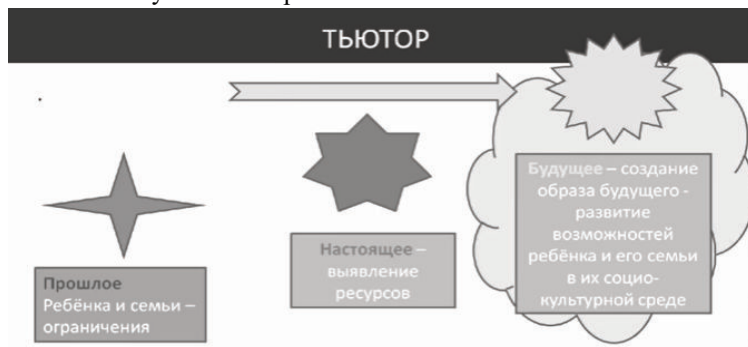 ТЬЮТОР
Прошлое
Ребёнка и семьи –
ограничения
Настоящее –
выявление
ресурсов
Будущее – создание
образа будущего -
развитие
возможностей
ребёнка и его семьи
в их социо-
культурной среде